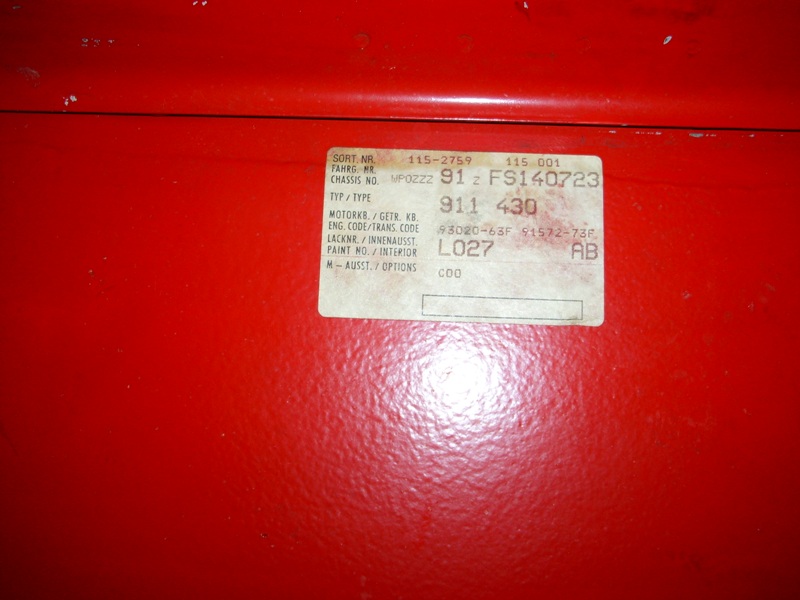 SORT. NR. 115-2759 115 001
FAHRG. NR.
CHASSIS NO. WPOZZZ 91 Z FS140723
TYP / TYPE 911 430
MOTORKB. / GETR. KB.
ENG. CODE/TRANS. CODE 93020-63F 91572-73F
LACKNR. / INNENAUSST.
PAINT NO. / INTERIOR L027 AB
M - AUSST. / OPTIONS C00